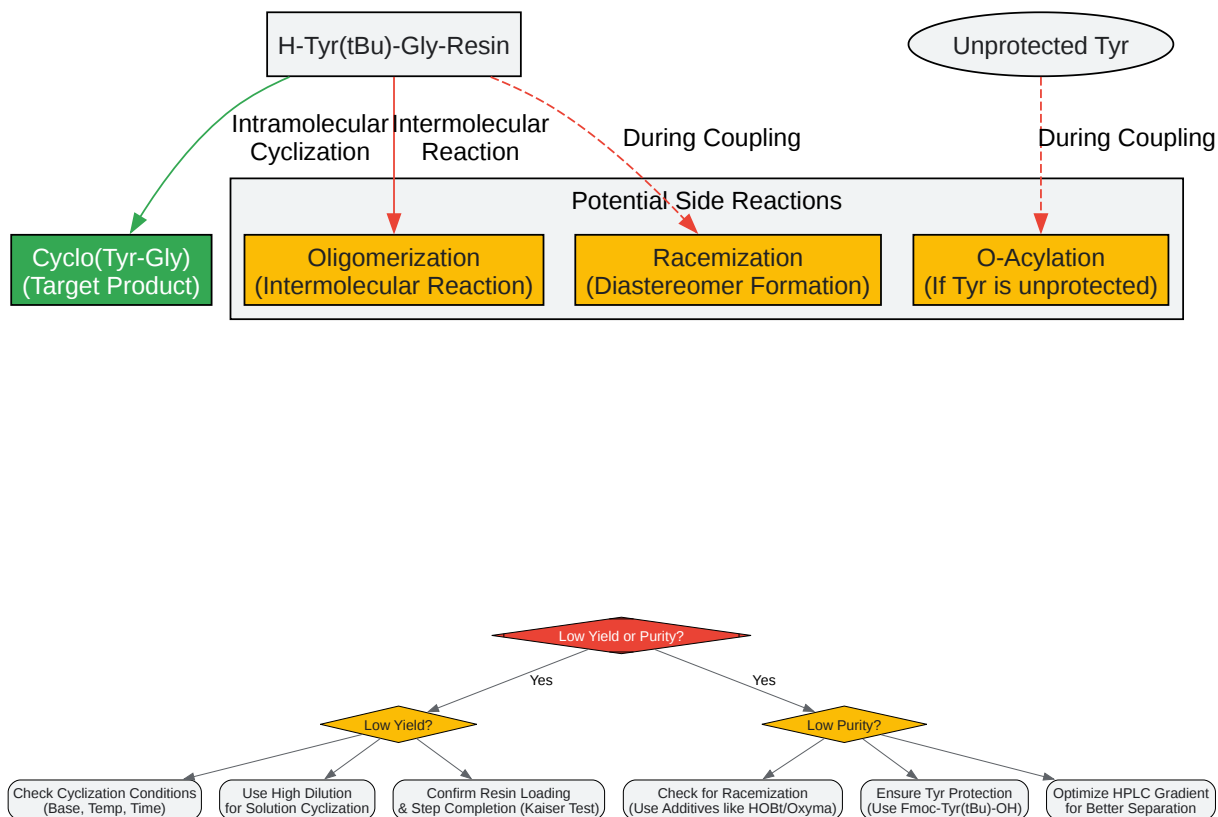 H-Tyr(tBu)-Gly-Resin
Unprotected Tyr
Intramolecular
Cyclization
Intermolecular
Reaction
During Coupling
During Coupling
Potential Side Reactions
Cyclo(Tyr-Gly)
(Target Product)
Oligomerization
(Intermolecular Reaction)
Racemization
(Diastereomer Formation)
O-Acylation
(If Tyr is unprotected)
Low Yield or Purity?
Yes
Yes
Low Yield?
Low Purity?
Check Cyclization Conditions
(Base, Temp, Time)
Use High Dilution
for Solution Cyclization
Confirm Resin Loading
& Step Completion (Kaiser Test)
Check for Racemization
(Use Additives like HOBt/Oxyma)
Ensure Tyr Protection
(Use Fmoc-Tyr(tBu)-OH)
Optimize HPLC Gradient
for Better Separation